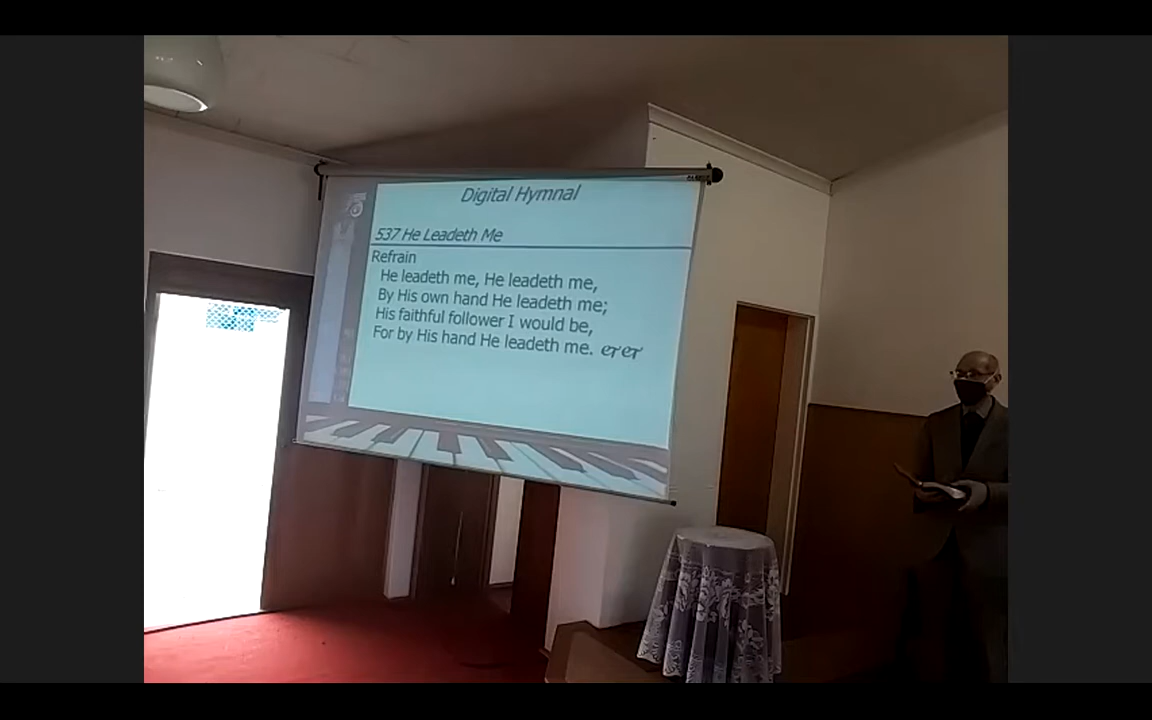 Digital Hymnal
537 He Leadeth Me
Refrain
He leadeth me, He leadeth me,
By His own hand He leadeth me;
His faithful follower I would be,
For by His hand He leadeth me.